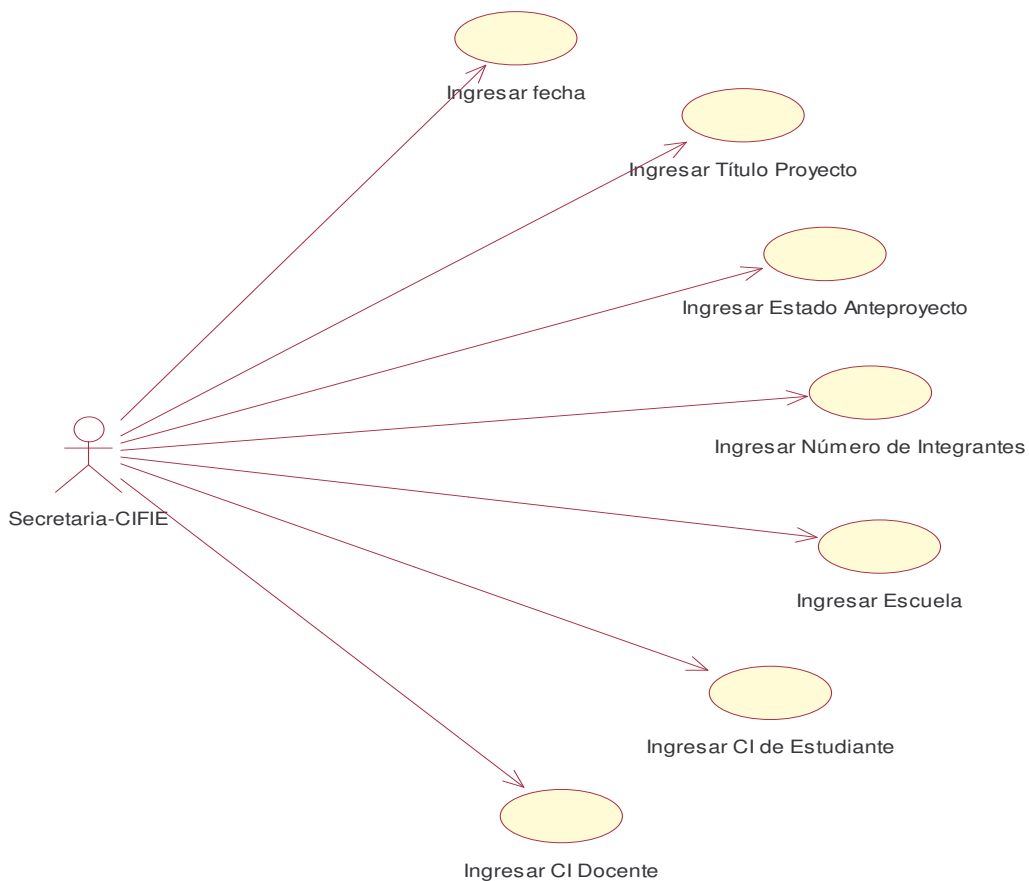 Ingresar fecha
Ingresar Título Proyecto
Ingresar Estado Anteproyecto
Ingresar Número de Integrantes
Secretaria-CIFIE
Ingresar Escuela
Ingresar CI de Estudiante
Ingresar CI Docente